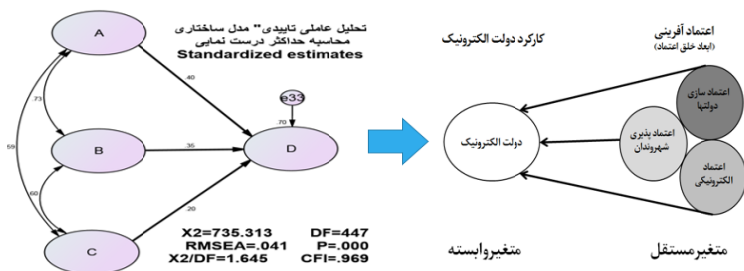 تحلیل عاملی تاییدی" مدل ساختاری
محاسبه حداکثر درست نمایی
Standardized estimates
A
B
C
D
e33
.40
.35
.20
.70
.73
.60
.59
X2=735.313 DF=447
RMSEA=.041 P=.000
X2/DF=1.645 CFI=.969
کارکرد دولت الکترونیک
اعتماد آفرینی
(ابعاد خلق اعتماد)
اعتماد سازی
دولتها
اعتماد پذیری
شهروندان
اعتماد
الکترونیکی
دولت الکترونیک
متغیروابسته
متغیرمستقل